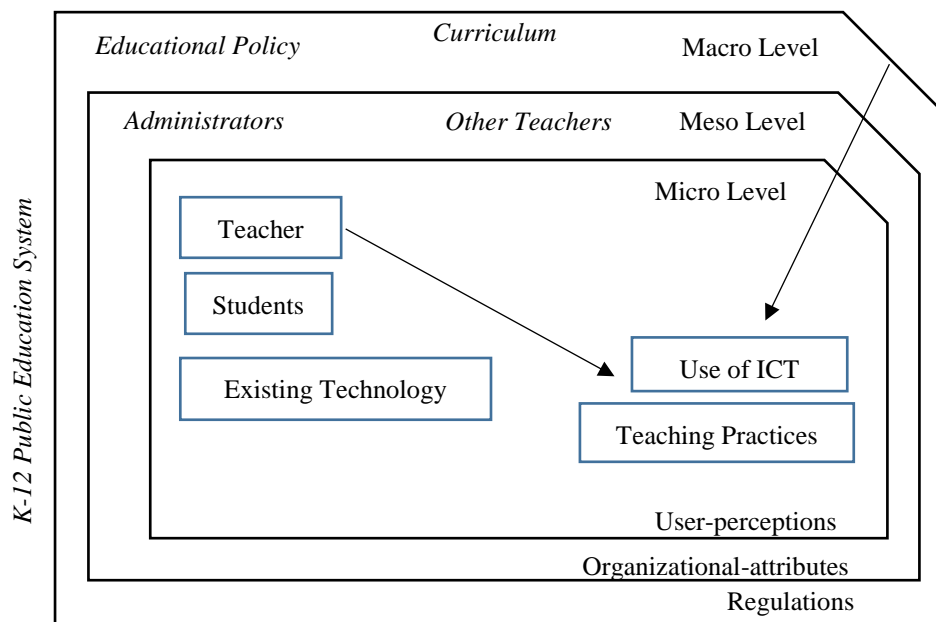 Educational Policy
Curriculum
Macro Level
Administrators
Other Teachers
Meso Level
Micro Level
Teacher
Students
Existing Technology
Use of ICT
Teaching Practices
User-perceptions
Organizational-attributes
Regulations
K-12 Public Education System